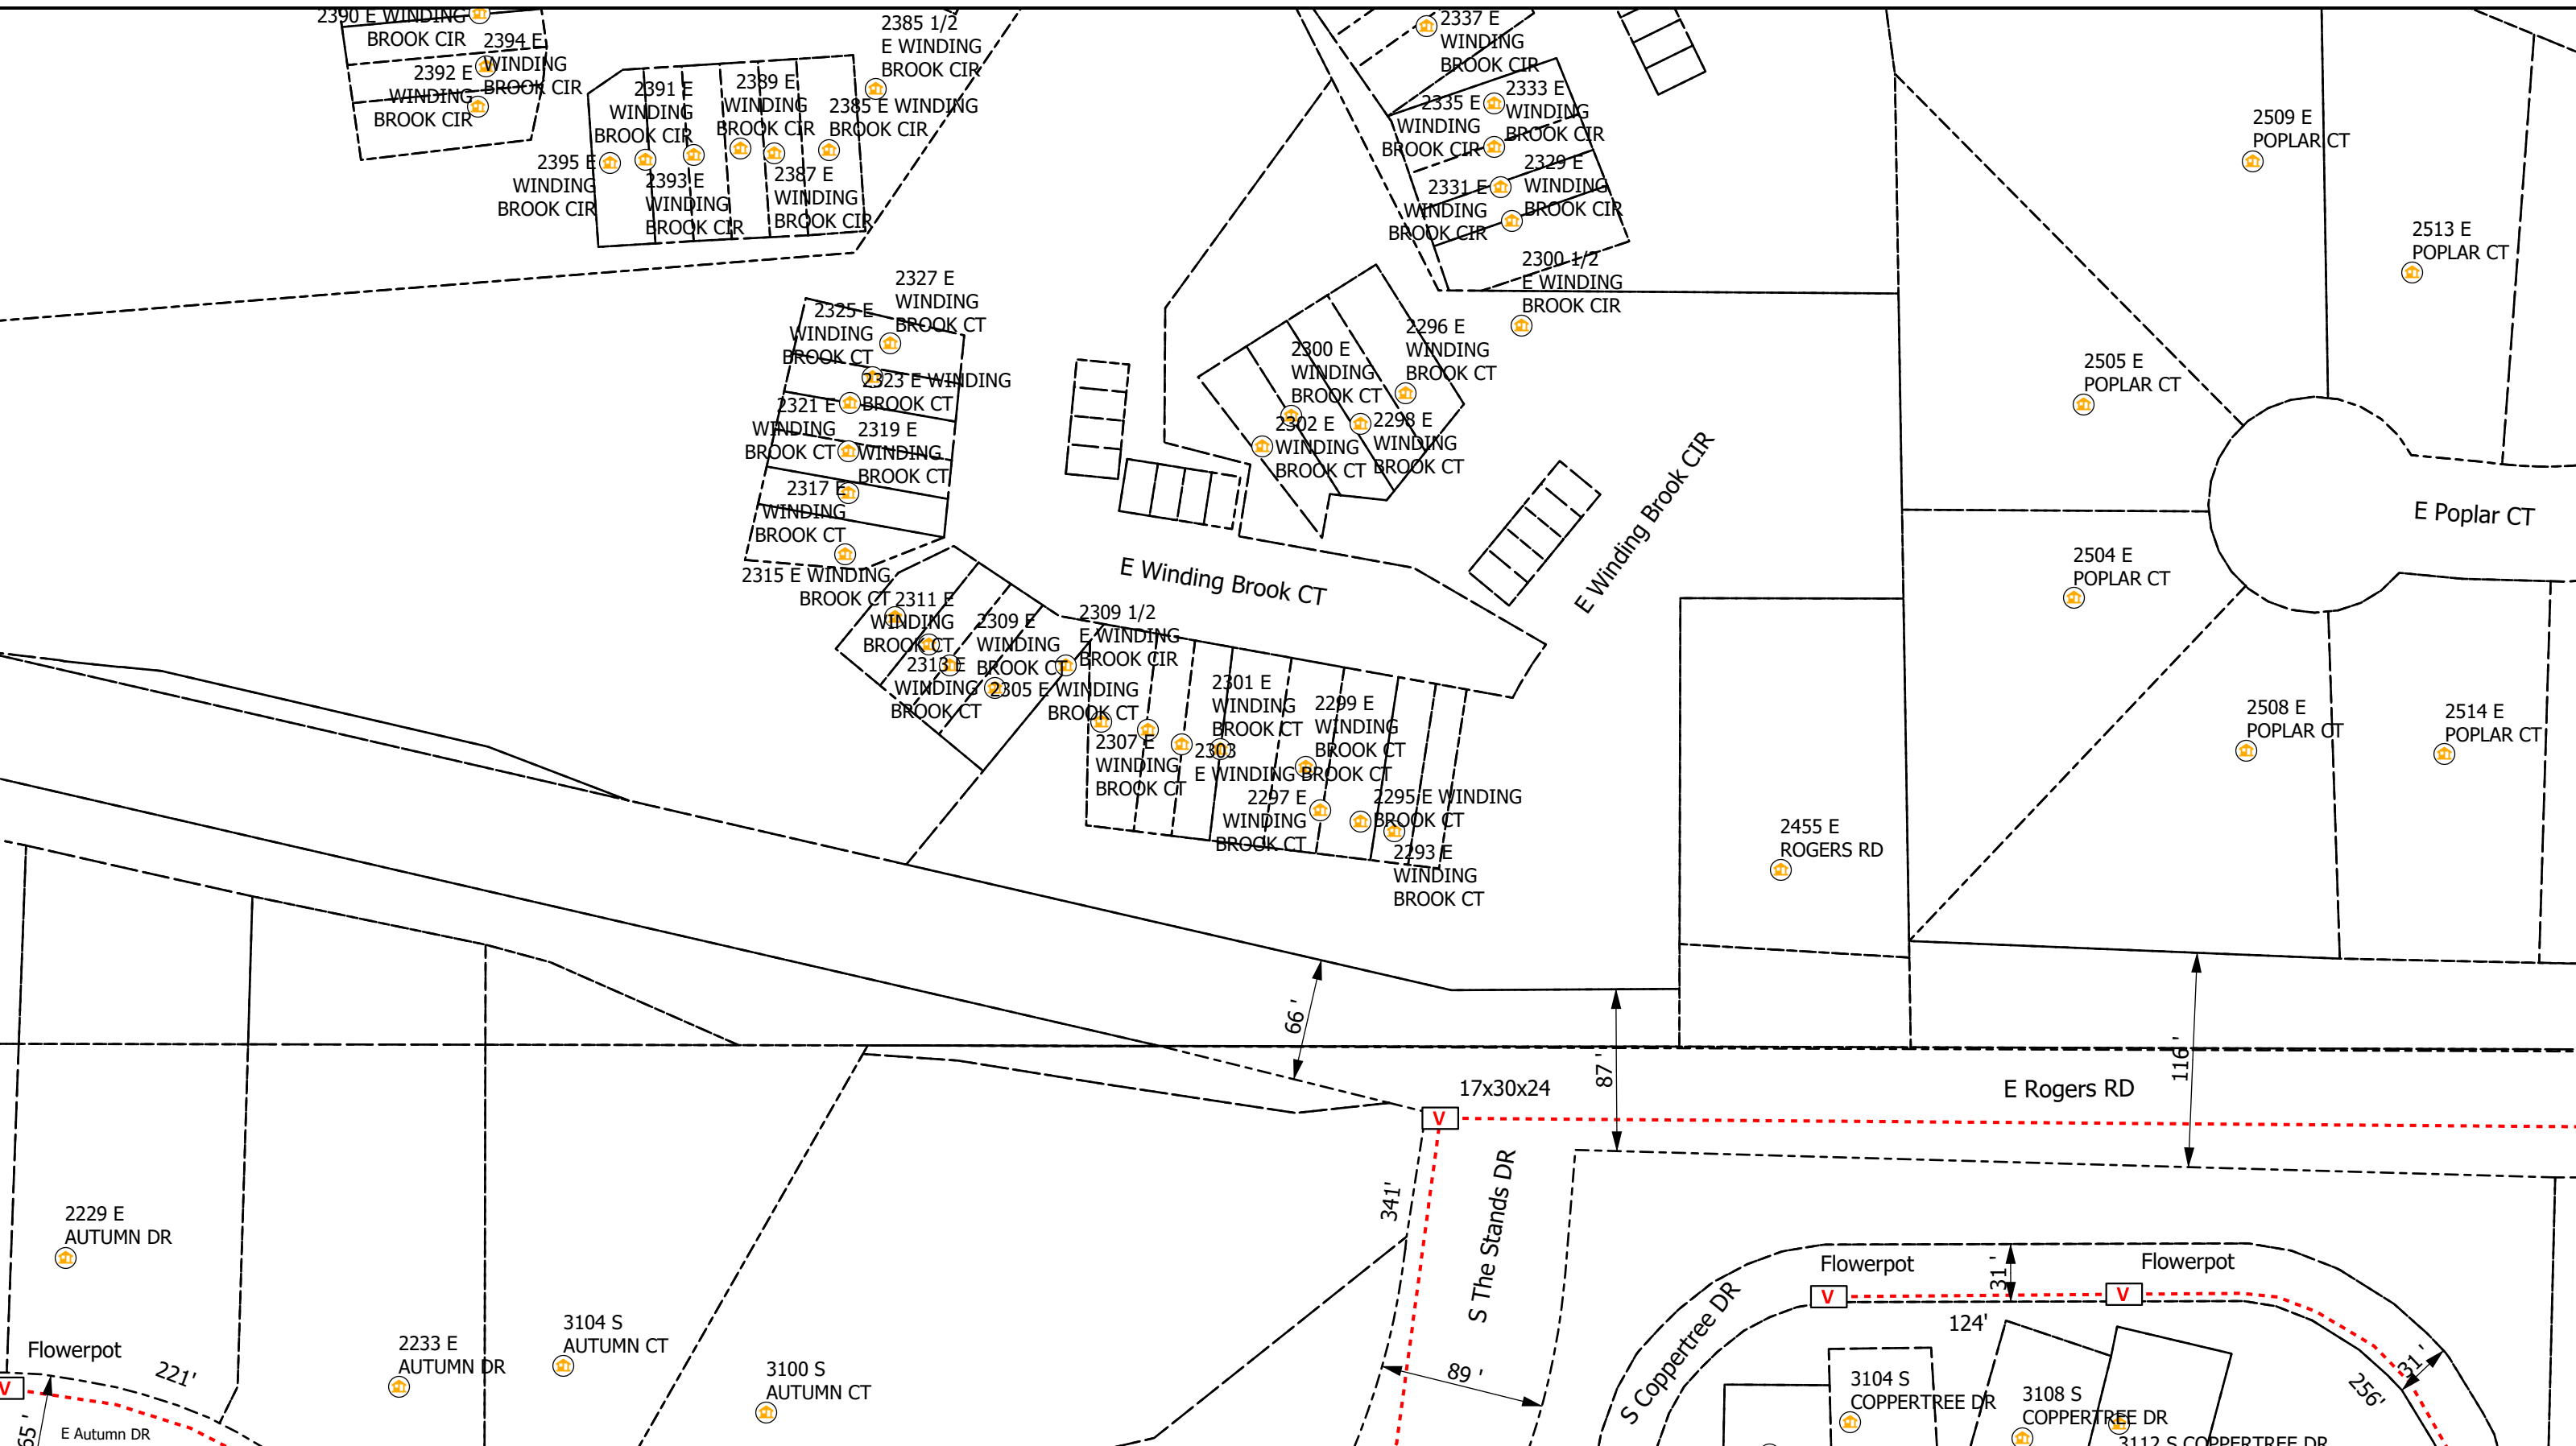 2390 E WINDING
BROOK CIR
2394 E
WINDING
BROOK CIR
2392 E
WINDING
BROOK CIR
2385 1/2
E WINDING
BROOK CIR
2391 E
WINDING
BROOK CIR
2389 E
WINDING
BROOK CIR
2385 E WINDING
BROOK CIR
2395 E
WINDING
BROOK CIR
2393 E
WINDING
BROOK CIR
2387 E
WINDING
BROOK CIR
2337 E
WINDING
BROOK CIR
2335 E
WINDING
BROOK CIR
2333 E
WINDING
BROOK CIR
2331 E
WINDING
BROOK CIR
2329 E
WINDING
BROOK CIR
2300 1/2
E WINDING
BROOK CIR
2509 E
POPLAR CT
2513 E
POPLAR CT
2505 E
POPLAR CT
2504 E
POPLAR CT
2508 E
POPLAR CT
2514 E
POPLAR CT
E Poplar CT
2327 E
WINDING
BROOK CT
2325 E
WINDING
BROOK CT
2323 E WINDING
BROOK CT
2321 E
WINDING
BROOK CT
2319 E
WINDING
BROOK CT
2317 E
WINDING
BROOK CT
2315 E WINDING
BROOK CT
2296 E
WINDING
BROOK CT
2300 E
WINDING
BROOK CT
2302 E
WINDING
BROOK CT
2298 E
WINDING
BROOK CT
E Winding Brook CT
E Winding Brook CIR
2311 E
WINDING
BROOK CT
2309 E
WINDING
BROOK CT
2309 1/2
E WINDING
BROOK CIR
2313 E
WINDING
BROOK CT
2305 E WINDING
BROOK CT
2301 E
WINDING
BROOK CT
2299 E
WINDING
BROOK CT
2307 E
WINDING
BROOK CT
2303
E WINDING BROOK CT
2297 E
WINDING
BROOK CT
2295 E WINDING
BROOK CT
2293 E
WINDING
BROOK CT
2455 E
ROGERS RD
66 '
87 '
116 '
17x30x24
V
E Rogers RD
341'
S The Stands DR
89 '
2229 E
AUTUMN DR
2233 E
AUTUMN DR
3104 S
AUTUMN CT
3100 S
AUTUMN CT
Flowerpot
221'
V
65 '
E Autumn DR
S Coppertree DR
Flowerpot
V
31 '
Flowerpot
V
124'
31 '
256'
3104 S
COPPERTREE DR
3108 S
COPPERTREE DR
3112 S COPPERTREE DR